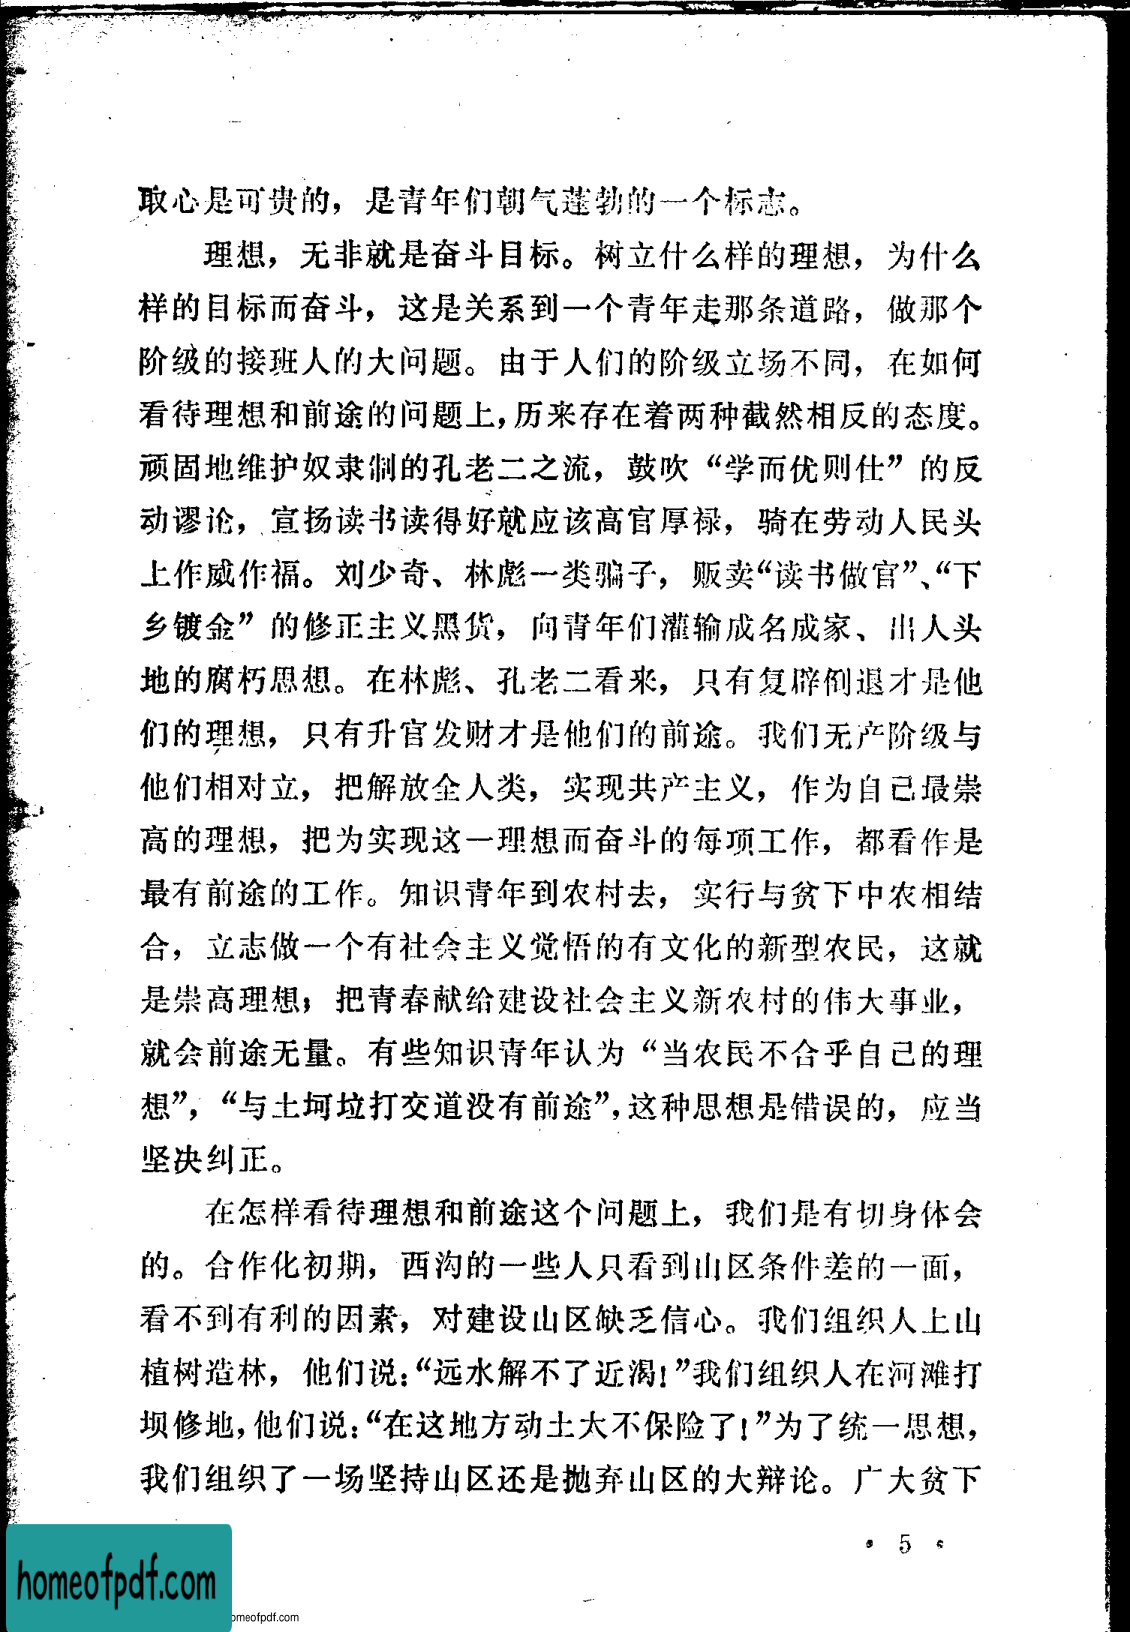 取心是可贵的，是青年们朝气蓬勃的一个标志。
理想，无非就是奋斗目标。树立什么样的理想，为什么
样的目标而奋斗，这是关系到一个青年走那条道路，做那个
阶级的接班人的大问题。由于人们的阶级立场不同，在如何
看待理想和前途的问题上，历来存在着两种截然相反的态度。
顽固地维护奴隶制的孔老二之流，鼓吹“学而优则仕”的反
动谬论，宣扬读书读得好就应该高官厚禄，骑在劳动人民头
上作威作福。刘少奇、林彪一类骗子，贩卖“读书做官”、“下
乡镀金”的修正主义黑货，向青年们灌输成名成家、出人头
地的腐朽思想。在林彪、孔老二看来，只有复辟倒退才是他
们的理想，只有升官发财才是他们的前途。我们无产阶级与
他们相对立，把解放全人类，实现共产主义，作为自己最崇
高的理想，把为实现这一理想而奋斗的每项工作，都看作是
最有前途的工作。知识青年到农村去，实行与贫下中农相结
合，立志做一个有社会主义觉悟的有文化的新型农民，这就
是崇高理想；把青春献给建设社会主义新农村的伟大事业，
就会前途无量。有些知识青年认为“当农民不合乎自己的理
想”，“与土坷垃打交道没有前途”，这种思想是错误的，应当
坚决纠正。
在怎样看待理想和前途这个问题上，我们是有切身体会
的。合作化初期，西沟的一些人只看到山区条件差的一面，
看不到有利的因素，对建设山区缺乏信心。我们组织人上山
植树造林，他们说：“远水解不了近渴！”我们组织人在河滩打
坝修地，他们说：“在这地方动土太不保险了！”为了统一思想，
我们组织了一场坚持山区还是抛弃山区的大辩论。广大贫下
• 5 •
homeofpdf.com
omeofpdf.com